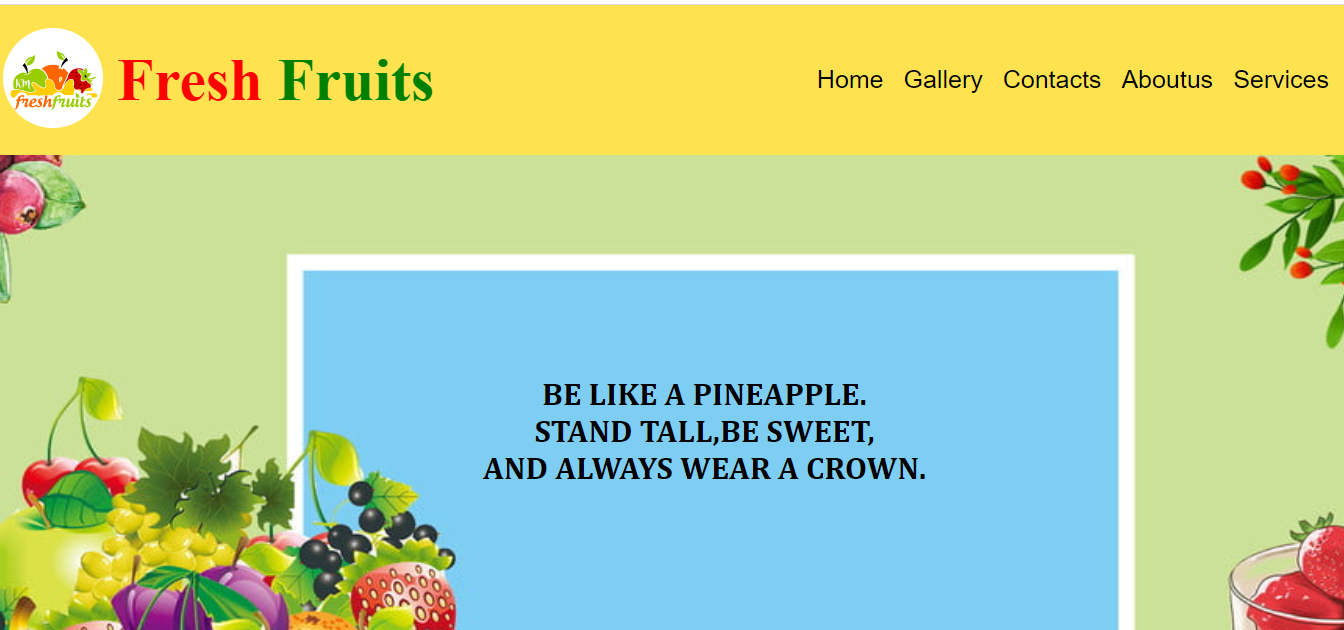 Fresh Fruits
freshfruits
Home Gallery Contacts Aboutus Services
BE LIKE A PINEAPPLE.
STAND TALL,BE SWEET,
AND ALWAYS WEAR A CROWN.